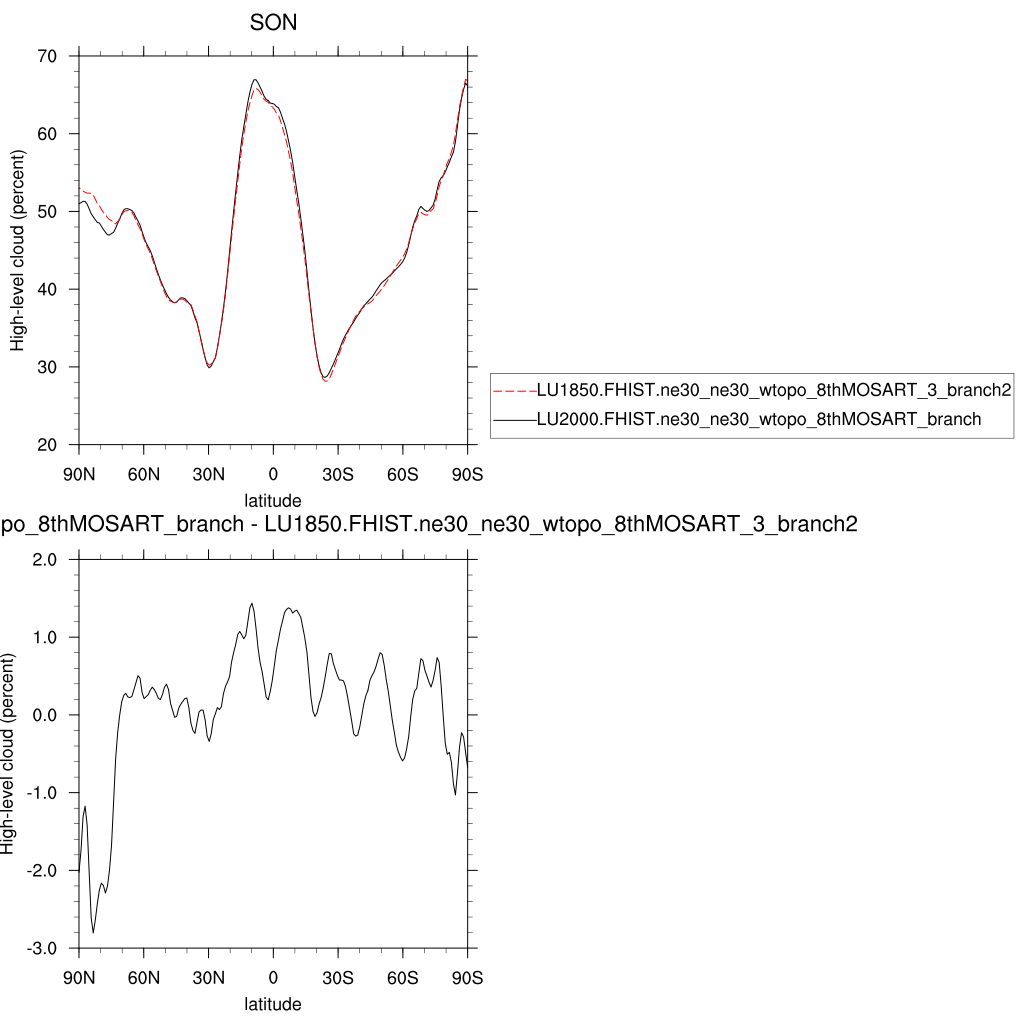 SON
70
60
50
40
30
20
High-level cloud (percent)
90N 60N 30N 0 30S 60S 90S
latitude
LU1850.FHIST.ne30_ne30_wtopo_8thMOSART_3_branch2
LU2000.FHIST.ne30_ne30_wtopo_8thMOSART_branch
po_8thMOSART_branch - LU1850.FHIST.ne30_ne30_wtopo_8thMOSART_3_branch2
2.0
1.0
0.0
-1.0
-2.0
-3.0
High-level cloud (percent)
90N 60N 30N 0 30S 60S 90S
latitude